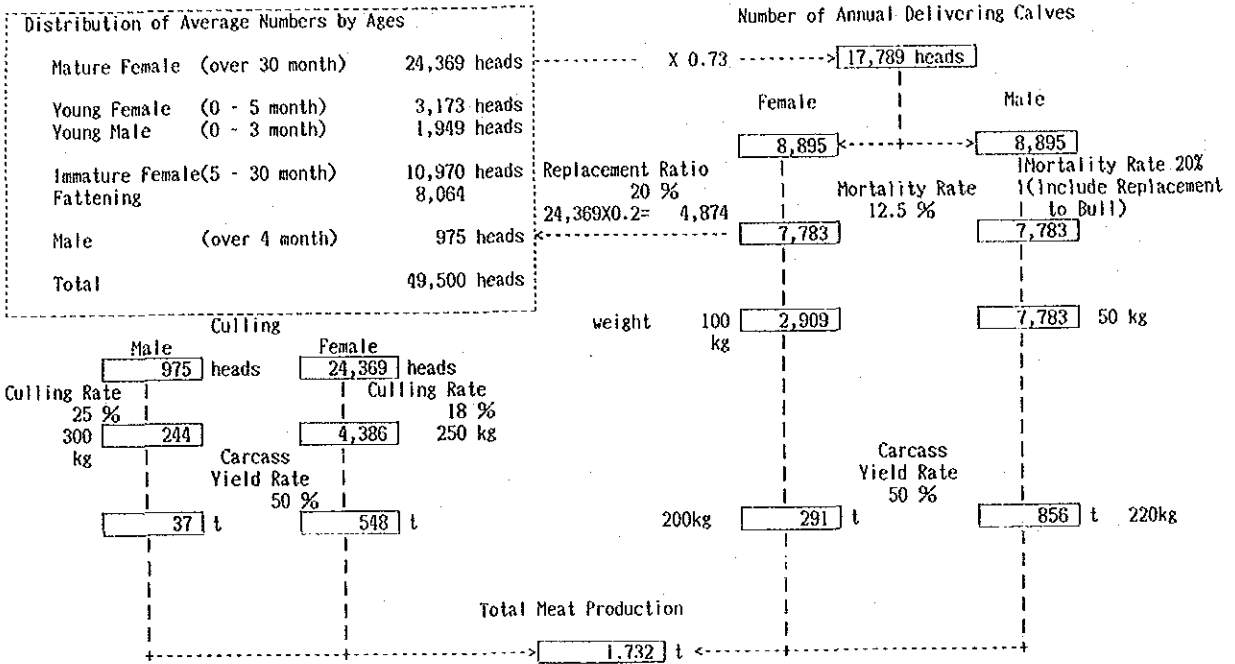 Distribution of Average Numbers by Ages
Mature Female (over 30 month) 24,369 heads
Young Female (0 - 5 month) 3,173 heads
Young Male (0 - 3 month) 1,949 heads
Immature Female(5 - 30 month) 10,970 heads
Fattening 8,064
Male (over 4 month) 975 heads
Total 49,500 heads
Number of Annual Delivering Calves
X 0.73 17,789 heads
Female Male
8,895 8,895
Replacement Ratio
20 %
24,369X0.2= 4,874
Mortality Rate
12.5 %
Mortality Rate 20%
(Include Replacement
to Bull)
7,783 7,783
weight 100 kg 2,909 7,783 50 kg
Culling
Male Female
975 heads 24,369 heads
Culling Rate
25 %
Culling Rate
18 %
300 kg 244 4,386 250 kg
Carcass
Yield Rate
50 %
37 t 548 t
Carcass
Yield Rate
50 %
200kg 291 t 856 t 220kg
Total Meat Production
1,732 t